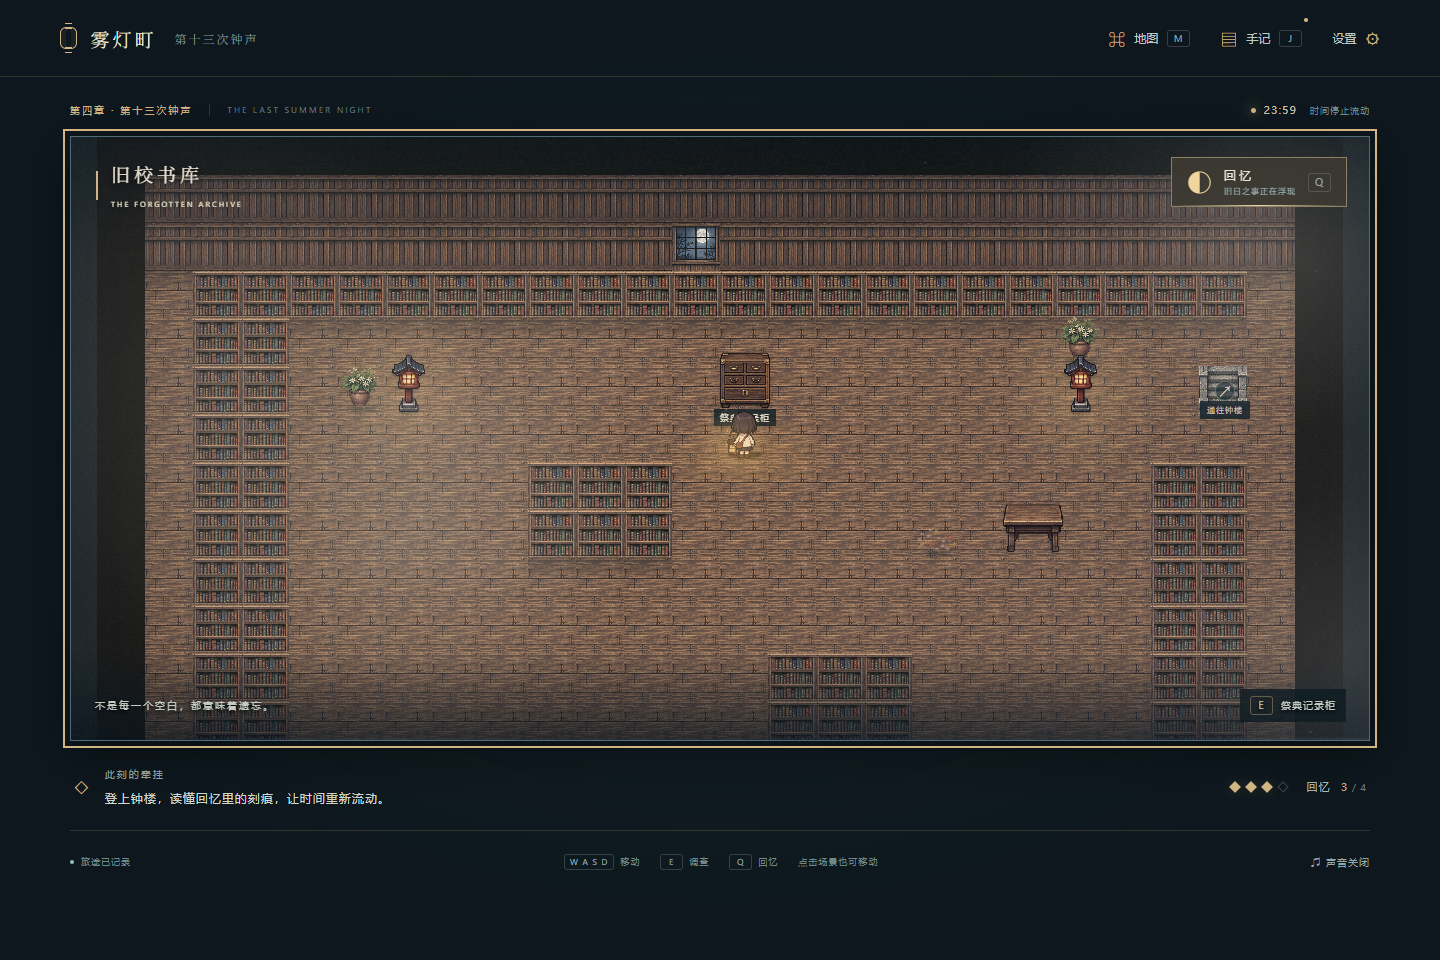 雾灯町
第十三次钟声
地图 M
手记 J
设置
第四章 · 第十三次钟声
THE LAST SUMMER NIGHT
23:59 时间停止流动
旧校书库
THE FORGOTTEN ARCHIVE
回忆
旧日之事正在浮现
Q
通往钟楼
不是每一个空白，都意味着遗忘。
E 祭典记录柜
此刻的牵挂
登上钟楼，读懂回忆里的刻痕，让时间重新流动。
回忆 3 / 4
旅途已记录
WASD 移动 E 调查 Q 回忆 点击场景也可移动
声音关闭